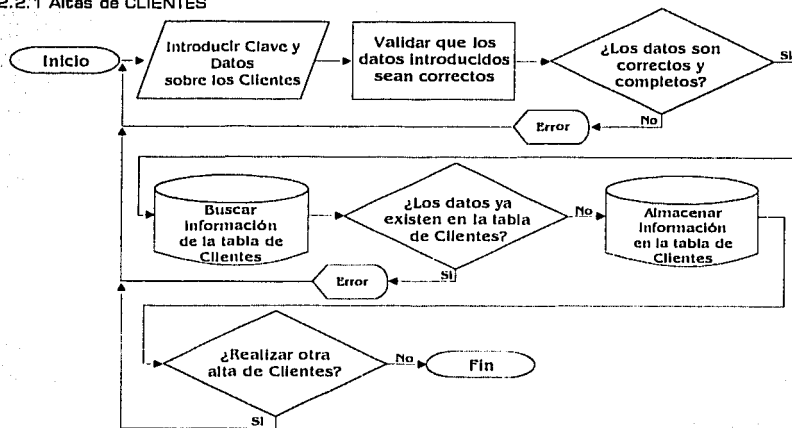 2.2.1 Altas de CLIENTES
Inicio
Introducir Clave y
Datos
sobre los Clientes
Validar que los
datos introducidos
sean correctos
¿Los datos son
correctos y
completos?
Si
No
Error
Buscar
Información
de la tabla de
Clientes
¿Los datos ya
existen en la tabla
de Clientes?
No
Almacenar
Información
en la tabla de
Clientes
Si
Error
¿Realizar otra
alta de Clientes?
No
Fin
Si